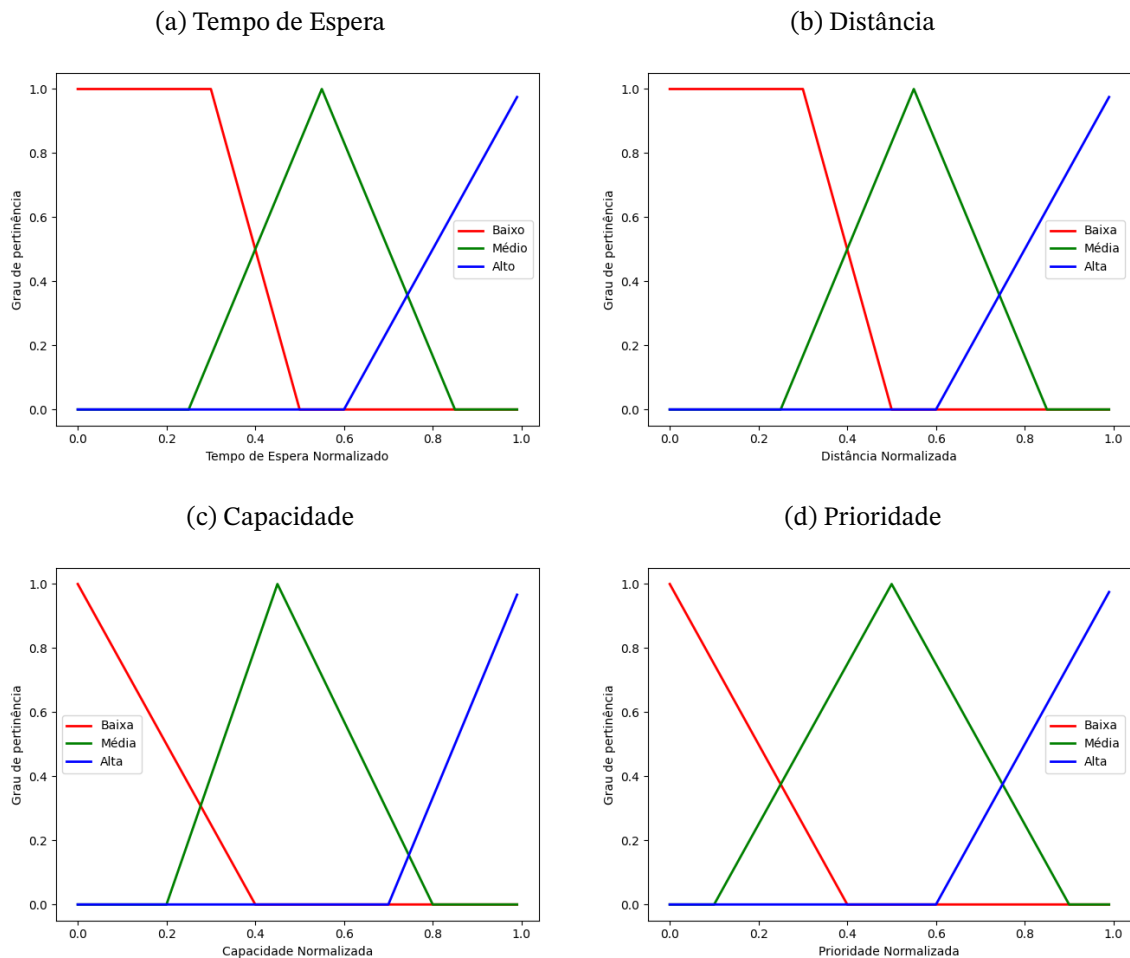 (a) Tempo de Espera
Grau de pertinência
1.0
0.8
0.6
0.4
0.2
0.0
Baixo
Médio
Alto
0.0 0.2 0.4 0.6 0.8 1.0
Tempo de Espera Normalizado
(b) Distância
Grau de pertinência
1.0
0.8
0.6
0.4
0.2
0.0
Baixa
Média
Alta
0.0 0.2 0.4 0.6 0.8 1.0
Distância Normalizada
(c) Capacidade
Grau de pertinência
1.0
0.8
0.6
0.4
0.2
0.0
Baixa
Média
Alta
0.0 0.2 0.4 0.6 0.8 1.0
Capacidade Normalizada
(d) Prioridade
Grau de pertinência
1.0
0.8
0.6
0.4
0.2
0.0
Baixa
Média
Alta
0.0 0.2 0.4 0.6 0.8 1.0
Prioridade Normalizada